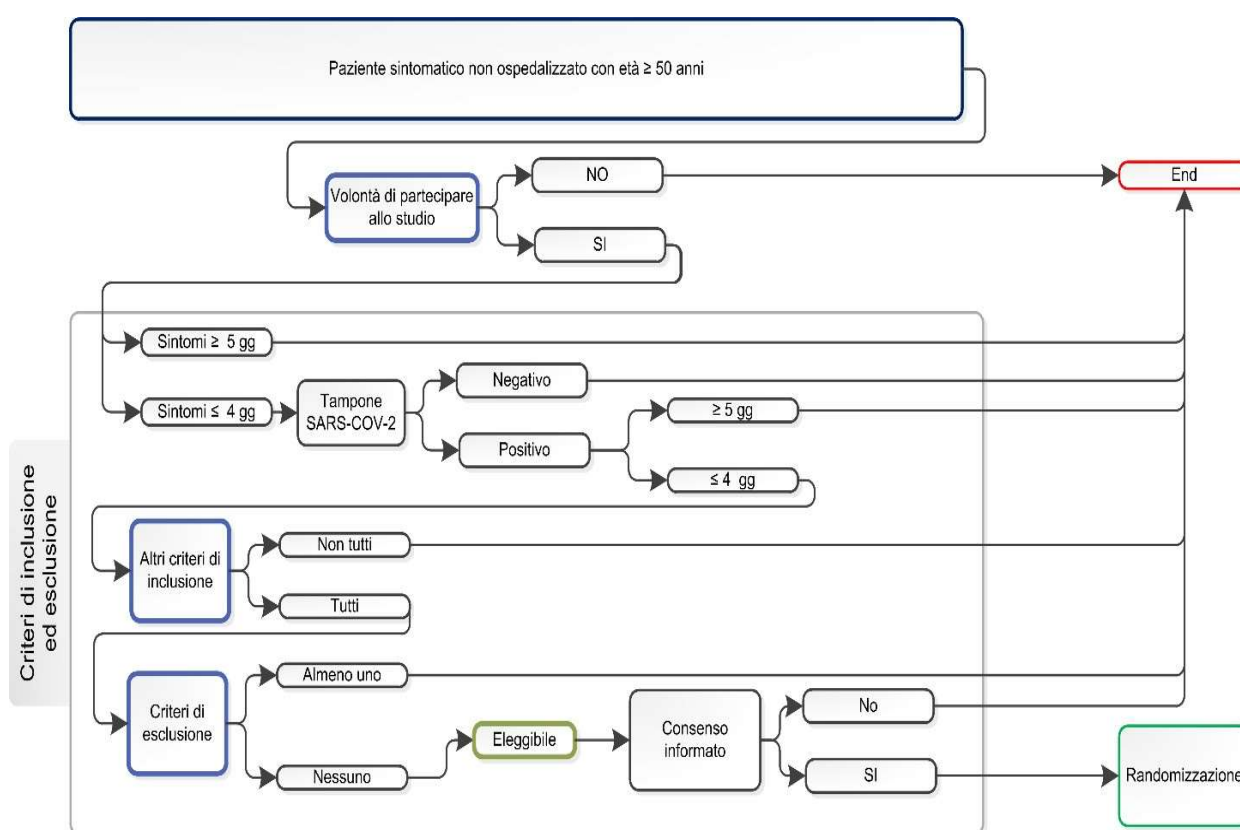 Paziente sintomatico non ospedalizzato con età ≥ 50 anni
Volontà di partecipare
allo studio
NO
SI
End
Criteri di inclusione
ed esclusione
Sintomi ≥ 5 gg
Sintomi ≤ 4 gg
Tampone
SARS-COV-2
Negativo
Positivo
≥ 5 gg
≤ 4 gg
Altri criteri di
inclusione
Non tutti
Tutti
Criteri di
esclusione
Almeno uno
Nessuno
Eleggibile
Consenso
informato
No
SI
Randomizzazione